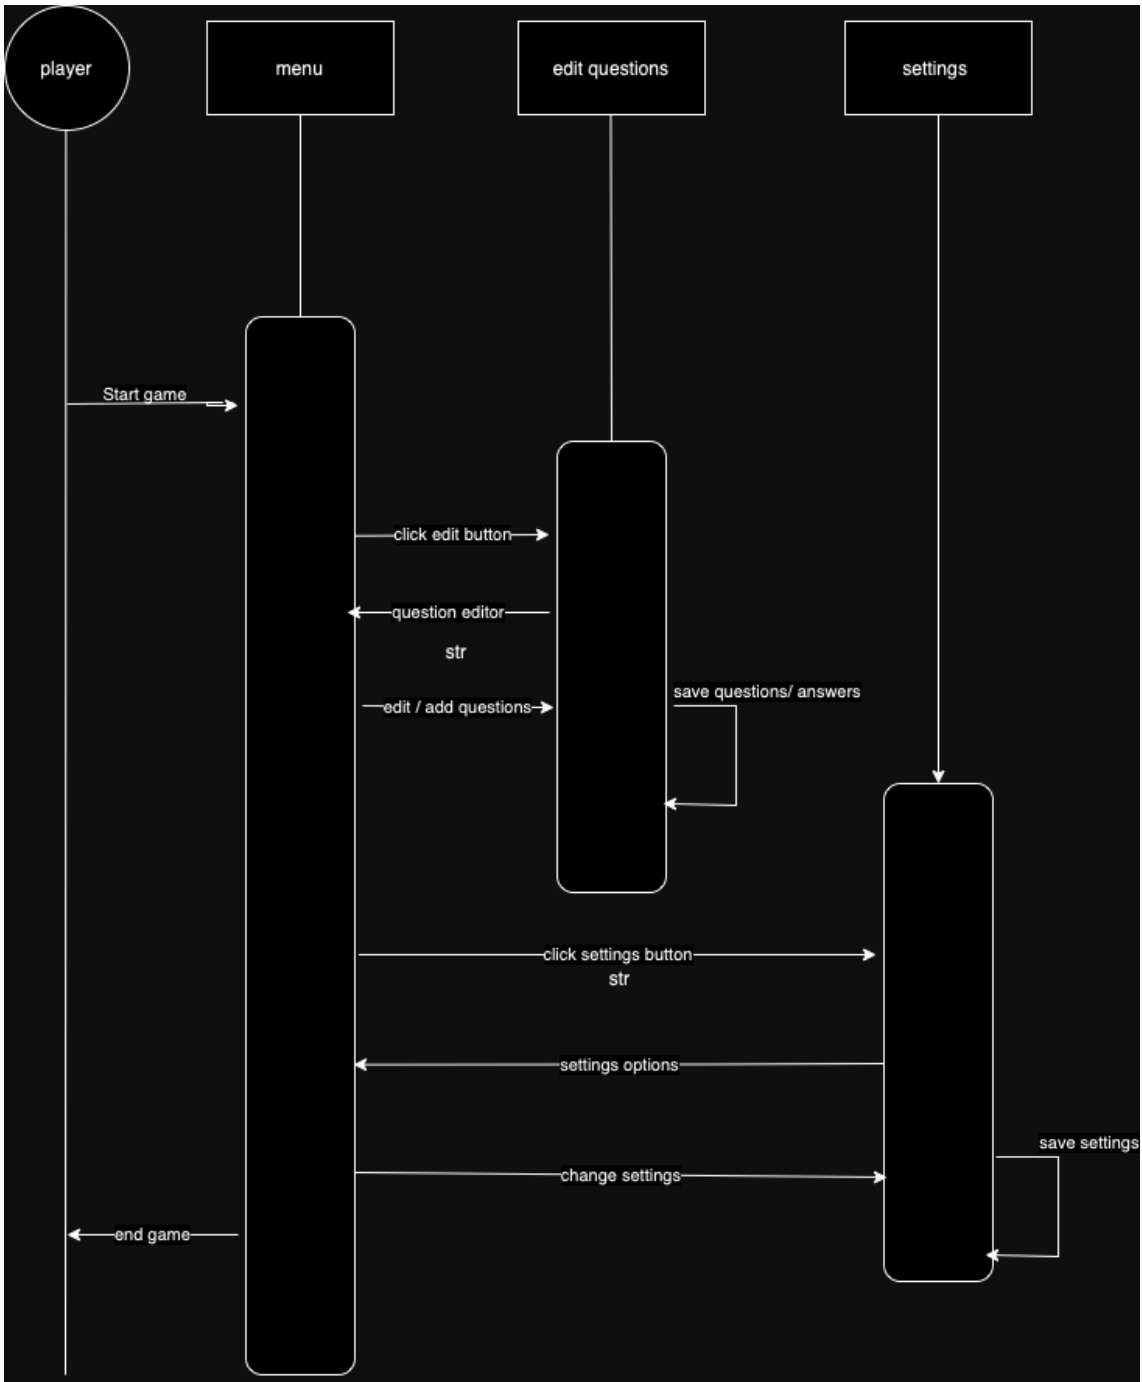 player
menu
edit questions
settings
Start game
click edit button
question editor
str
save questions/ answers
edit / add questions
click settings button
str
settings options
save settings
change settings
end game